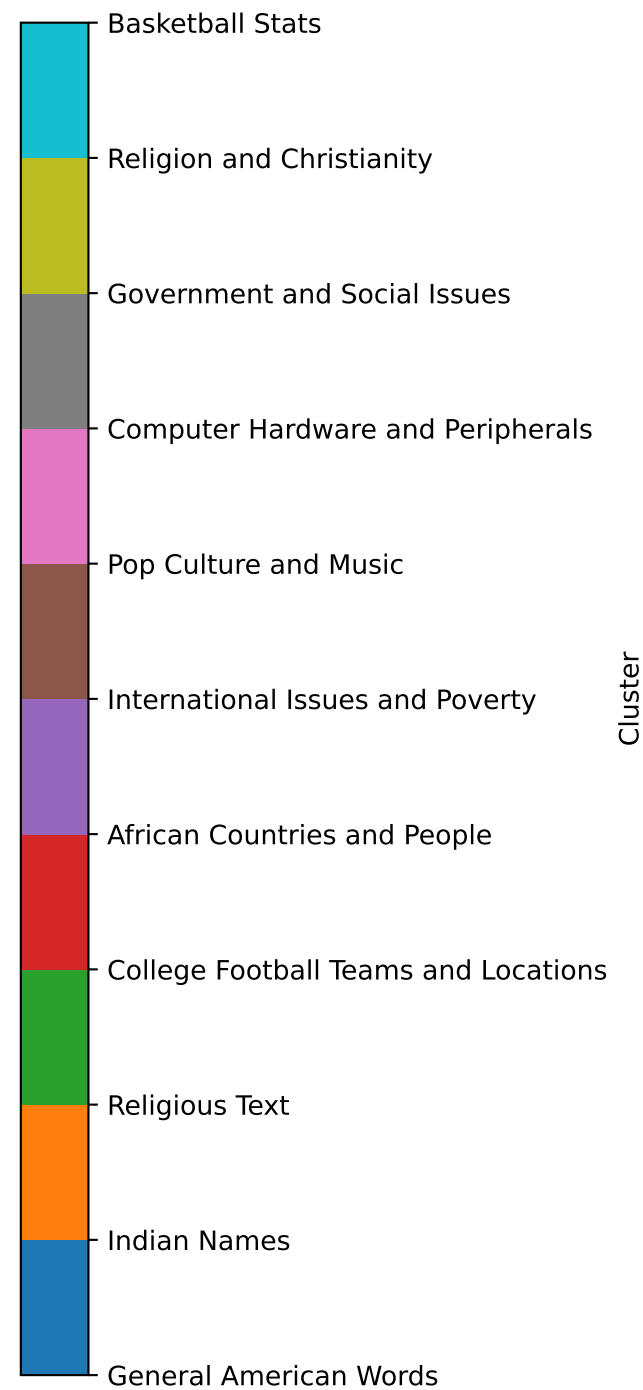 Basketball Stats
Religion and Christianity
Government and Social Issues
Computer Hardware and Peripherals
Pop Culture and Music
International Issues and Poverty
African Countries and People
College Football Teams and Locations
Religious Text
Indian Names
General American Words
Cluster